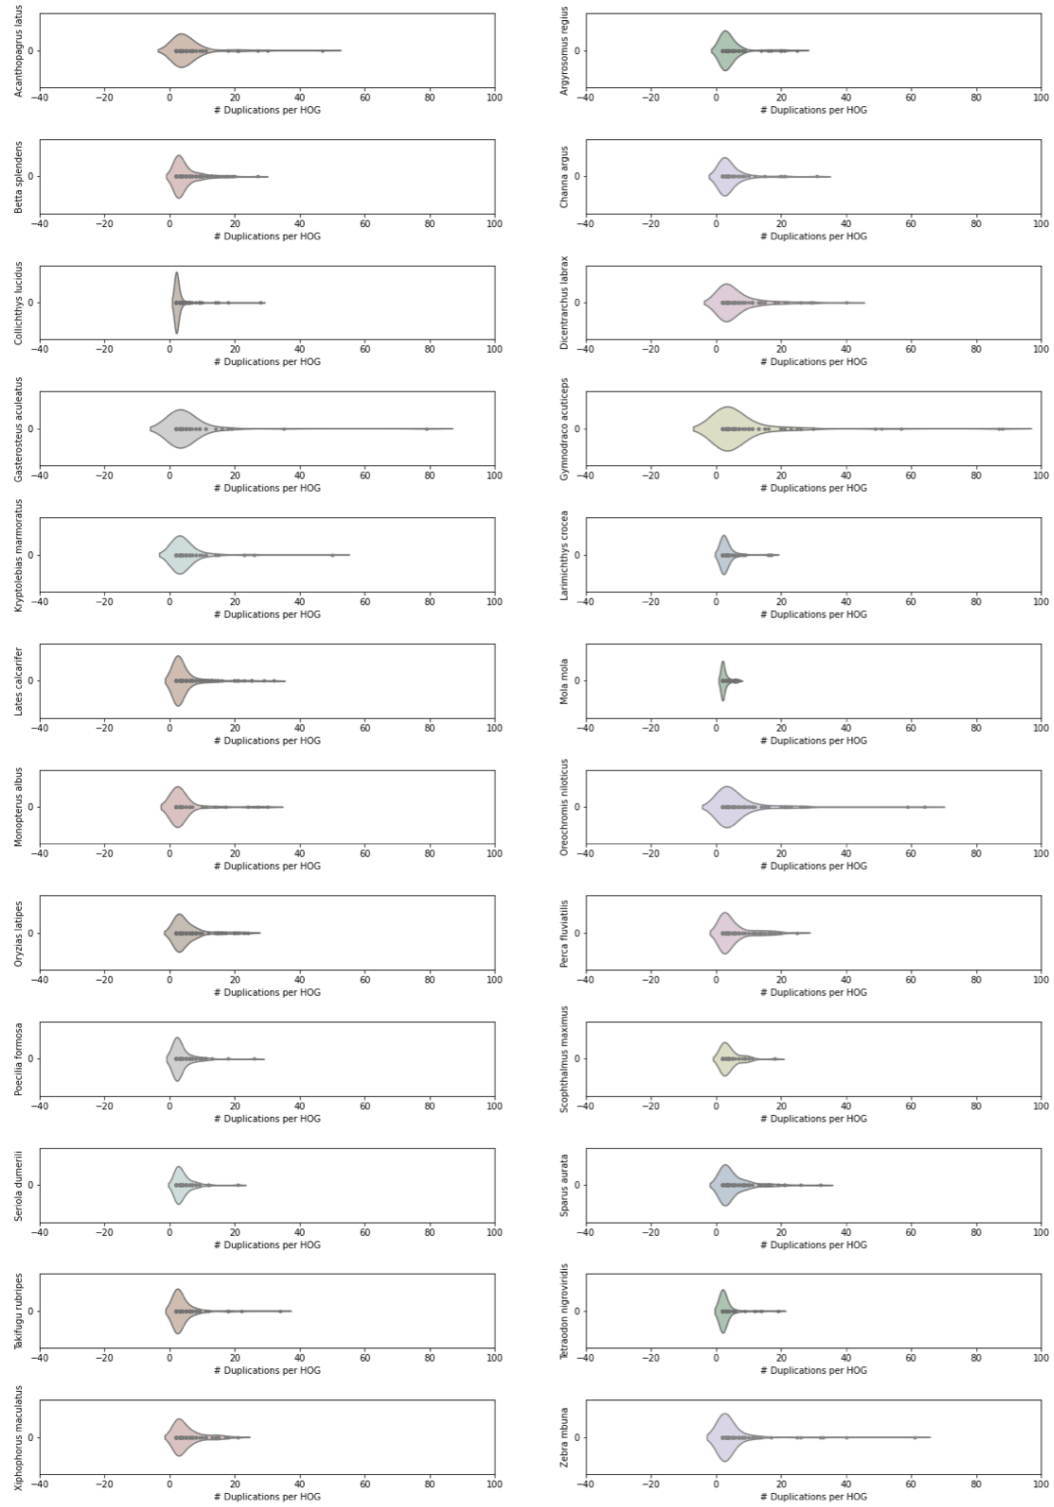 Acanthopagrus latus
0
−40 −20 0 20 40 60 80 100
# Duplications per HOG
Argyrosomus regius
0
−40 −20 0 20 40 60 80 100
# Duplications per HOG
Betta splendens
0
−40 −20 0 20 40 60 80 100
# Duplications per HOG
Channa argus
0
−40 −20 0 20 40 60 80 100
# Duplications per HOG
Collichthys lucidus
0
−40 −20 0 20 40 60 80 100
# Duplications per HOG
Dicentrarchus labrax
0
−40 −20 0 20 40 60 80 100
# Duplications per HOG
Gasterosteus aculeatus
0
−40 −20 0 20 40 60 80 100
# Duplications per HOG
Gymnodraco acuticeps
0
−40 −20 0 20 40 60 80 100
# Duplications per HOG
Kryptolebias marmoratus
0
−40 −20 0 20 40 60 80 100
# Duplications per HOG
Larimichthys crocea
0
−40 −20 0 20 40 60 80 100
# Duplications per HOG
Lates calcarifer
0
−40 −20 0 20 40 60 80 100
# Duplications per HOG
Mola mola
0
−40 −20 0 20 40 60 80 100
# Duplications per HOG
Monopterus albus
0
−40 −20 0 20 40 60 80 100
# Duplications per HOG
Oreochromis niloticus
0
−40 −20 0 20 40 60 80 100
# Duplications per HOG
Oryzias latipes
0
−40 −20 0 20 40 60 80 100
# Duplications per HOG
Perca fluviatilis
0
−40 −20 0 20 40 60 80 100
# Duplications per HOG
Poecilia formosa
0
−40 −20 0 20 40 60 80 100
# Duplications per HOG
Scophthalmus maximus
0
−40 −20 0 20 40 60 80 100
# Duplications per HOG
Seriola dumerili
0
−40 −20 0 20 40 60 80 100
# Duplications per HOG
Sparus aurata
0
−40 −20 0 20 40 60 80 100
# Duplications per HOG
Takifugu rubripes
0
−40 −20 0 20 40 60 80 100
# Duplications per HOG
Tetraodon nigroviridis
0
−40 −20 0 20 40 60 80 100
# Duplications per HOG
Xiphophorus maculatus
0
−40 −20 0 20 40 60 80 100
# Duplications per HOG
Zebra mbuna
0
−40 −20 0 20 40 60 80 100
# Duplications per HOG